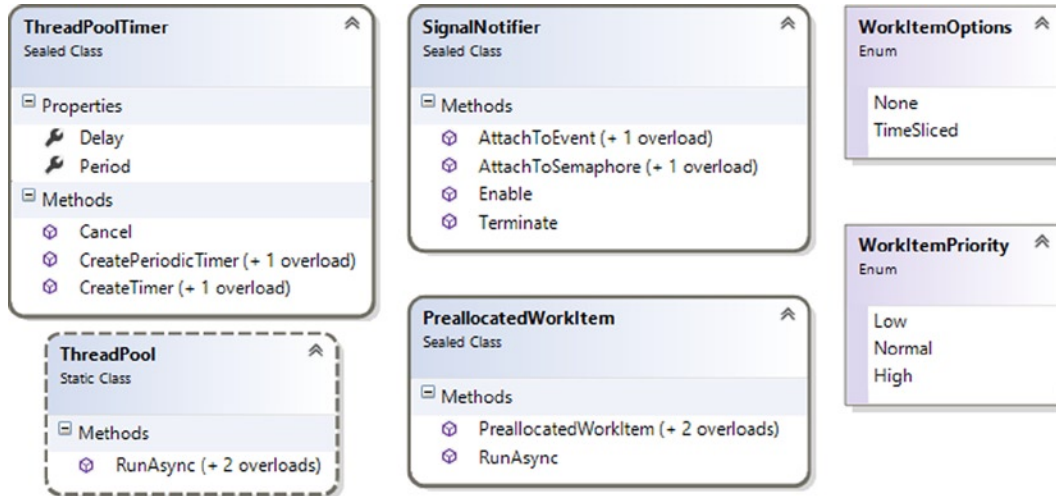 ThreadPoolTimer
Sealed Class
Properties
Delay
Period
Methods
Cancel
CreatePeriodicTimer (+ 1 overload)
CreateTimer (+ 1 overload)
ThreadPool
Static Class
Methods
RunAsync (+ 2 overloads)
SignalNotifier
Sealed Class
Methods
AttachToEvent (+ 1 overload)
AttachToSemaphore (+ 1 overload)
Enable
Terminate
PreallocatedWorkItem
Sealed Class
Methods
PreallocatedWorkItem (+ 2 overloads)
RunAsync
WorkItemOptions
Enum
None
TimeSliced
WorkItemPriority
Enum
Low
Normal
High